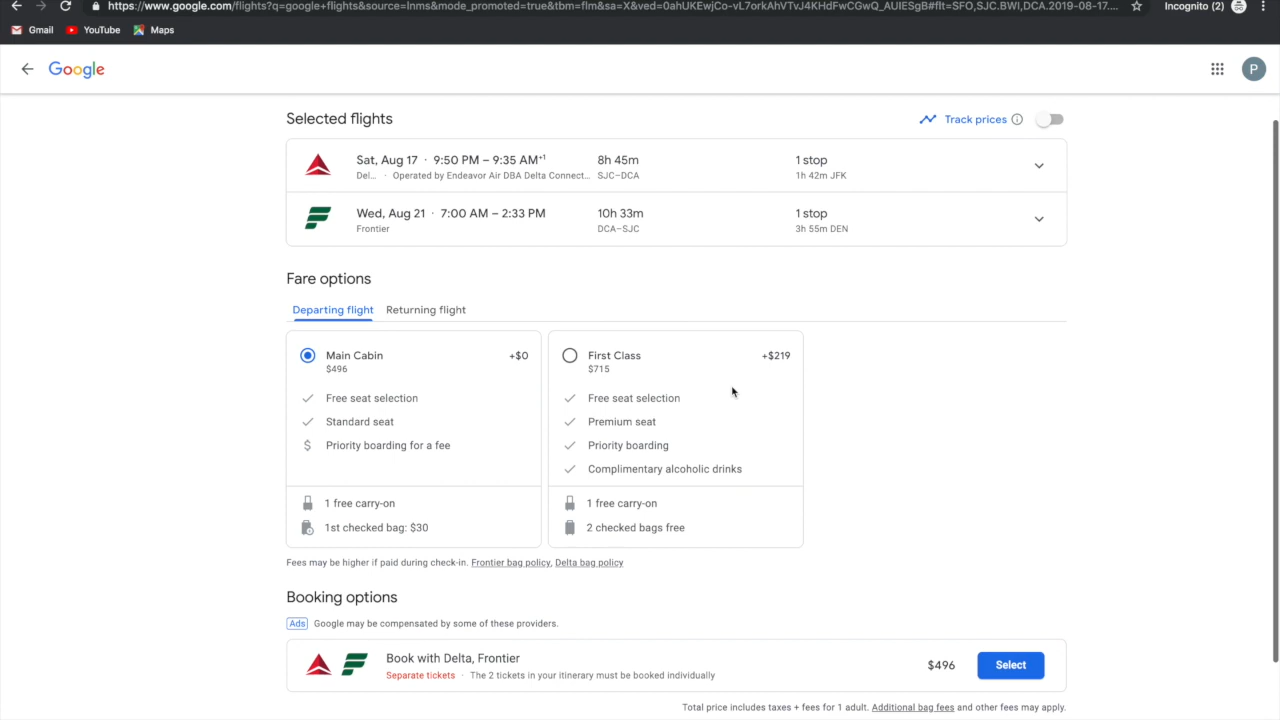 https://www.google.com/flights?q=google+flights&source=lnms&mode_promoted=true&tbm=flm&sa=X&ved=0ahUKEwjCo-vL7orkAhVTvJ4KHdFwCGwQ_AUIESgB#flt=SFO,SJC.BWI,DCA.2019-08-17.... Incognito (2)
Gmail YouTube Maps
Google P
Selected flights Track prices
Sat, Aug 17 · 9:50 PM – 9:35 AM+1 8h 45m 1 stop
Del... · Operated by Endeavor Air DBA Delta Connect... SJC–DCA 1h 42m JFK
Wed, Aug 21 · 7:00 AM – 2:33 PM 10h 33m 1 stop
Frontier DCA–SJC 3h 55m DEN
Fare options
Departing flight Returning flight
Main Cabin +$0
$496
Free seat selection
Standard seat
$ Priority boarding for a fee
1 free carry-on
1st checked bag: $30
First Class +$219
$715
Free seat selection
Premium seat
Priority boarding
Complimentary alcoholic drinks
1 free carry-on
2 checked bags free
Fees may be higher if paid during check-in. Frontier bag policy, Delta bag policy
Booking options
Ads Google may be compensated by some of these providers.
Book with Delta, Frontier $496 Select
Separate tickets · The 2 tickets in your itinerary must be booked individually
Total price includes taxes + fees for 1 adult. Additional bag fees and other fees may apply.